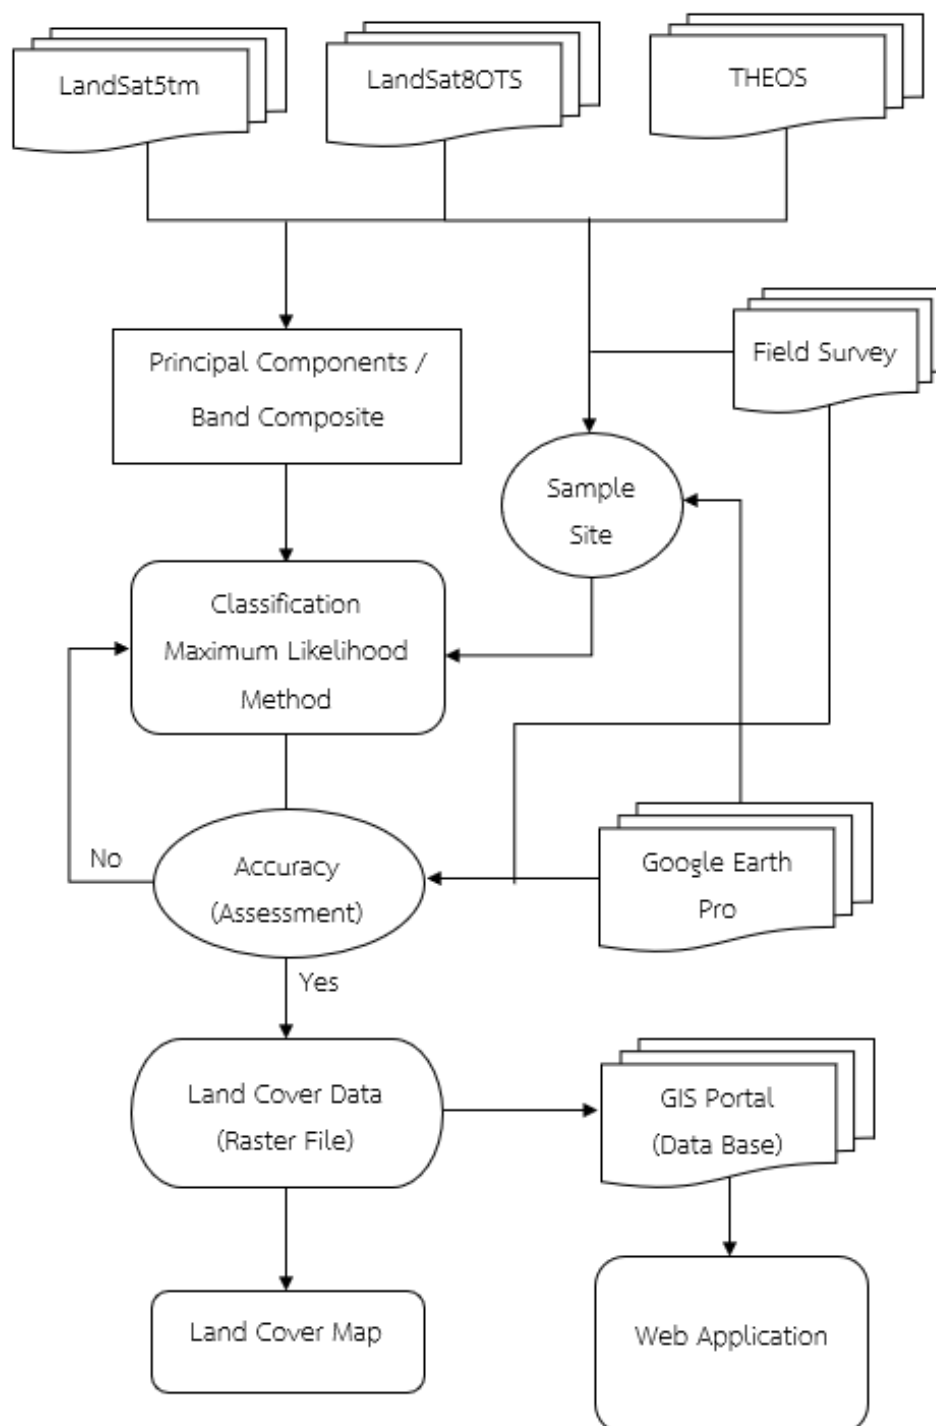 LandSat5tm
LandSat8OTS
THEOS
Principal Components /
Band Composite
Field Survey
Sample
Site
Classification
Maximum Likelihood
Method
No
Accuracy
(Assessment)
Google Earth
Pro
Yes
Land Cover Data
(Raster File)
GIS Portal
(Data Base)
Land Cover Map
Web Application